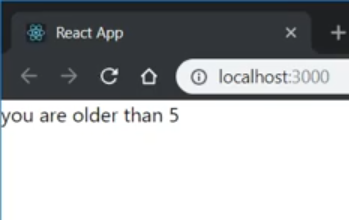 React App
localhost:3000
you are older than 5